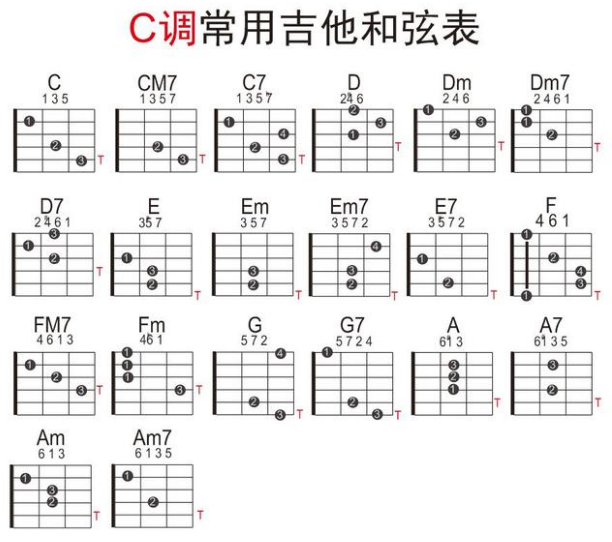 C调常用吉他和弦表
C CM7 C7 D Dm Dm7
1 3 5 1 3 5 7 1 3 5 7 2 4 6 2 4 6 2 4 6 1
1 2 3 T 1 2 3 T 1 4 2 3 T 2 3 1 T 1 3 2 T 1 1 2 T
D7 E Em Em7 E7 F
2 4 6 1 3 5 7 3 5 7 3 5 7 2 3 5 7 2 4 6 1
3 1 2 T 1 3 2 T 3 2 T 4 3 2 T 1 2 T 1 2 4 3 1 T
FM7 Fm G G7 A A7
4 6 1 3 4 6 1 5 7 2 5 7 2 4 6 1 3 6 1 3 5
1 2 3 T 1 1 1 3 T 4 2 3 T 1 2 3 T 3 2 1 T 3 2 T
Am Am7
6 1 3 6 1 3 5
1 3 2 T 1 2 T